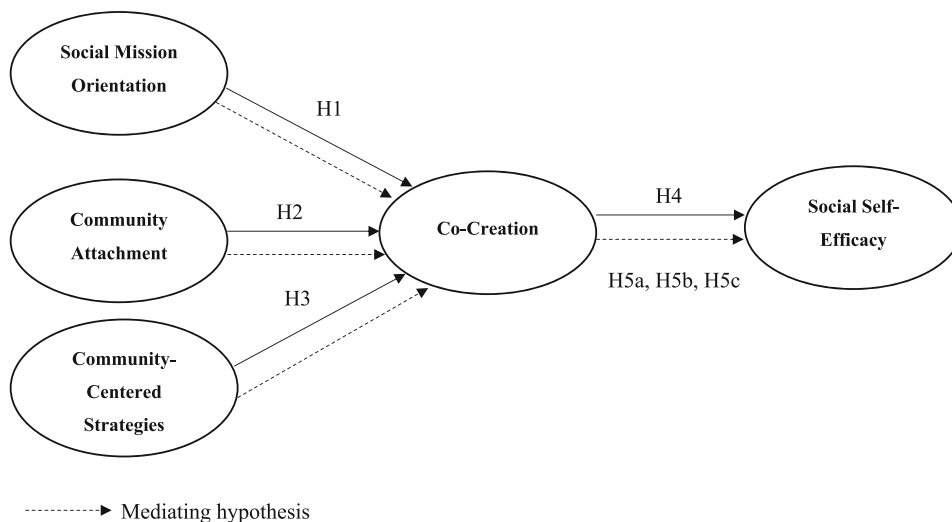 Social Mission
Orientation
H1
Community
Attachment
H2
Co-Creation
H4
Social Self-
Efficacy
H5a, H5b, H5c
H3
Community-
Centered
Strategies
Mediating hypothesis